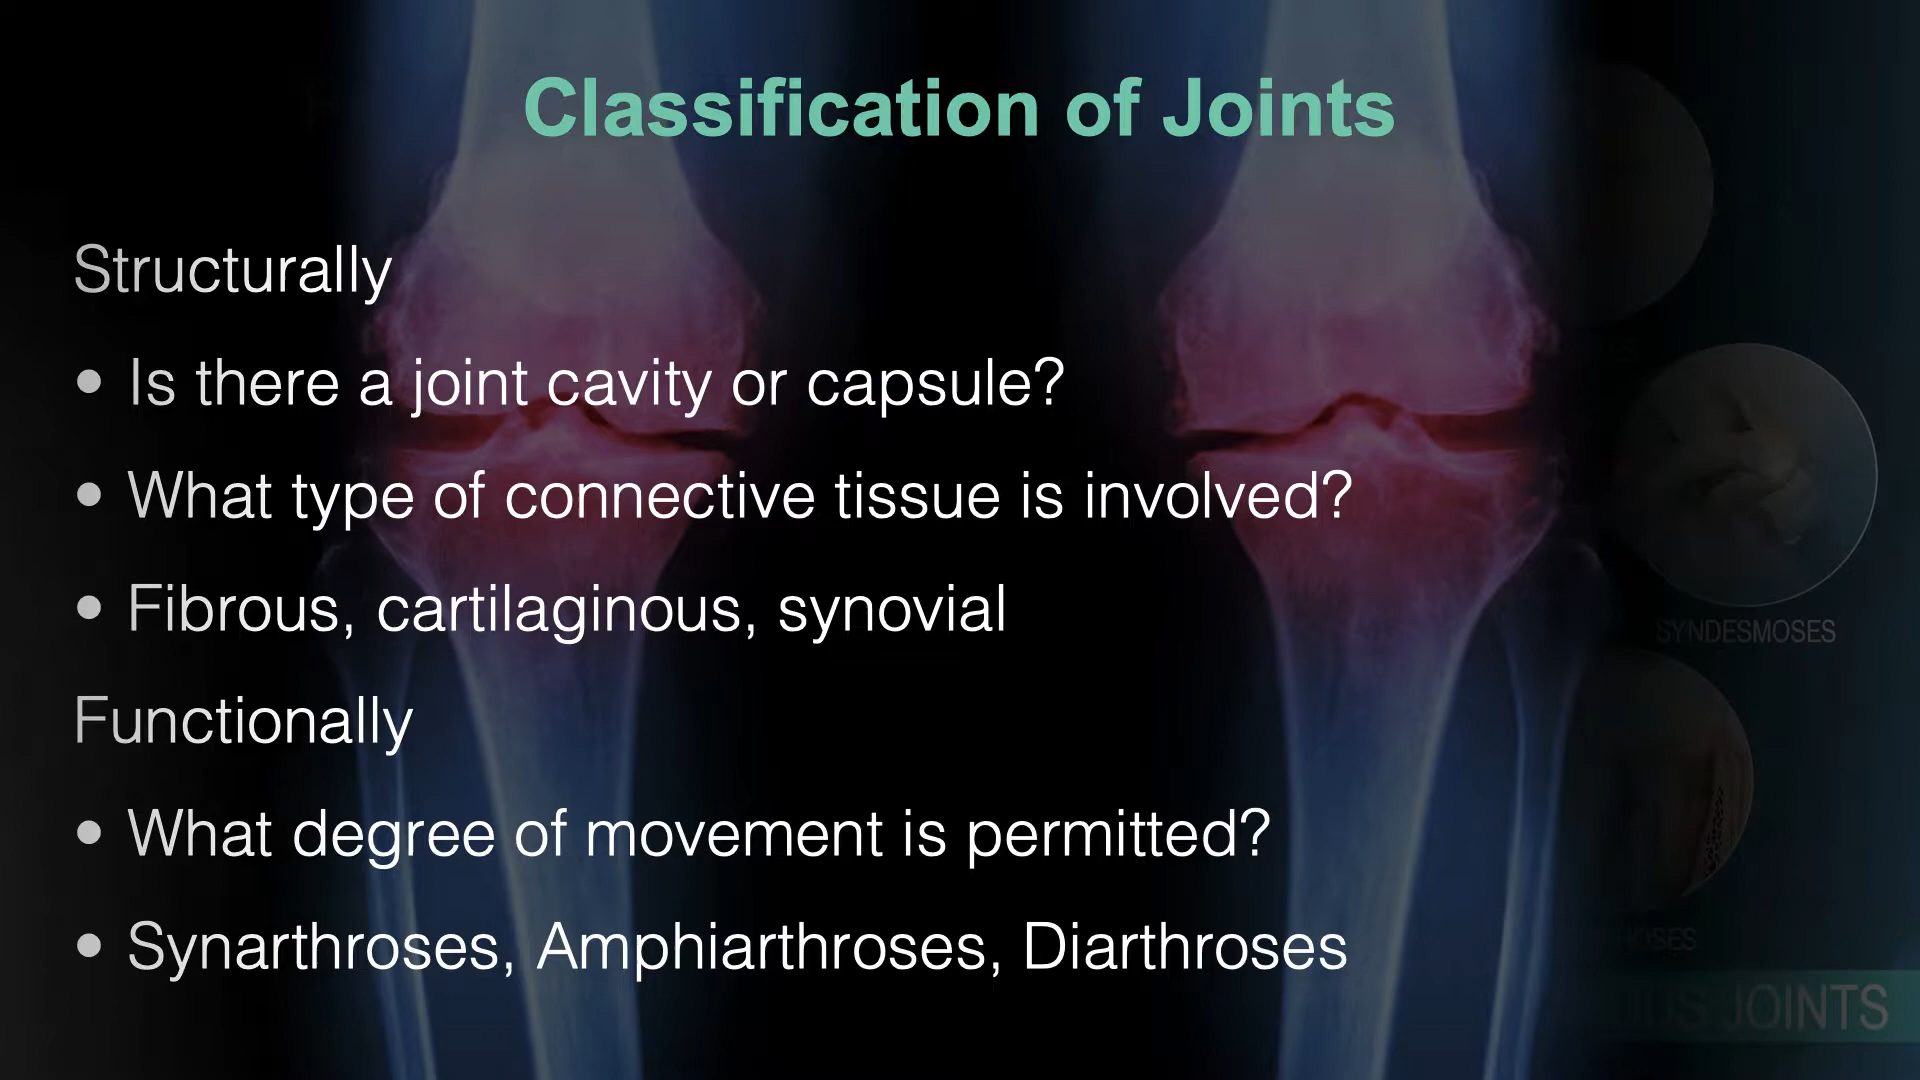 Classification of Joints
Structurally
• Is there a joint cavity or capsule?
• What type of connective tissue is involved?
• Fibrous, cartilaginous, synovial
SYNDESMOSES
Functionally
• What degree of movement is permitted?
• Synarthroses, Amphiarthroses, Diarthroses
JOINTS